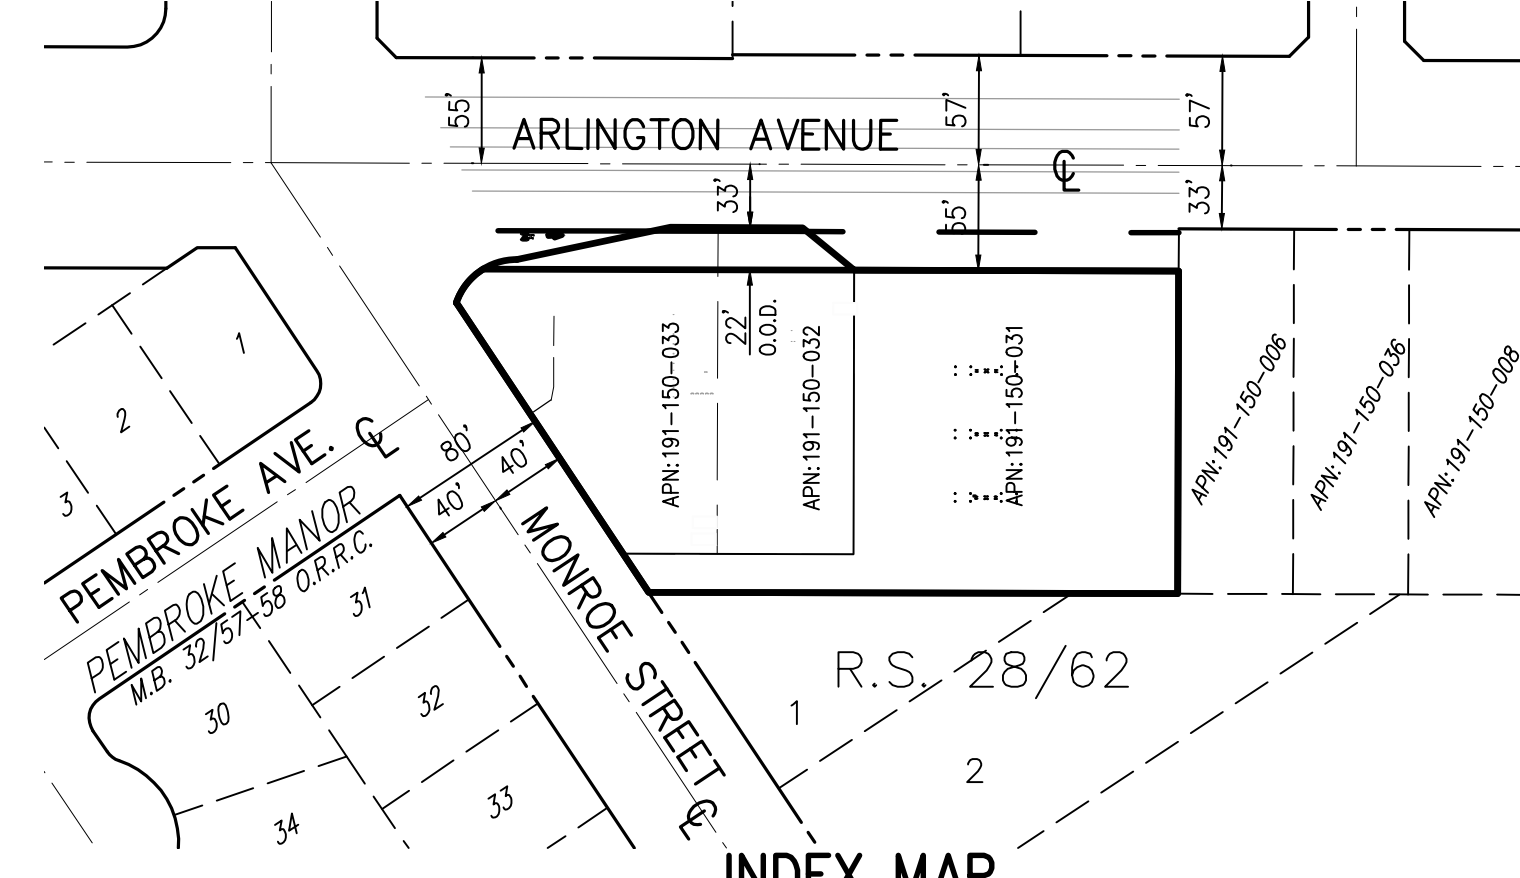 55'
57'
57'
ARLINGTON AVENUE
℄
33'
55'
33'
22'
O.O.D.
APN:191-150-033
APN:191-150-032
APN:191-150-031
APN:191-150-006
APN:191-150-036
APN:191-150-008
1
2
3
PEMBROKE AVE. ℄
80'
40'
40'
PEMBROKE MANOR
M.B. 32/57-58 O.R.R.C.
MONROE STREET ℄
31
30
32
33
34
R.S. 28/62
1
2
INDEX MAP